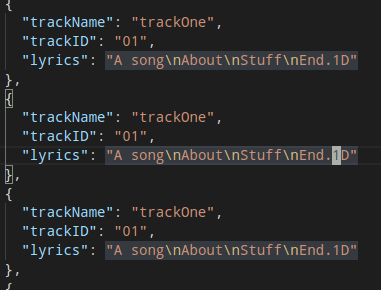 {
"trackName": "trackOne",
"trackID": "01",
"lyrics": "A song\nAbout\nStuff\nEnd.1D"
},
{
"trackName": "trackOne",
"trackID": "01",
"lyrics": "A song\nAbout\nStuff\nEnd.1D"
},
{
"trackName": "trackOne",
"trackID": "01",
"lyrics": "A song\nAbout\nStuff\nEnd.1D"
},
{